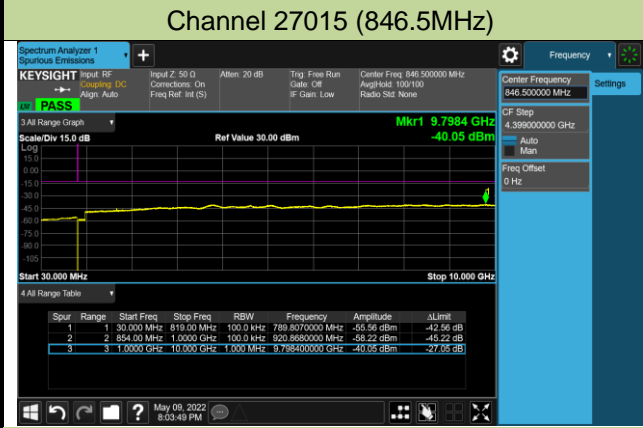 Channel 27015 (846.5MHz)
Spectrum Analyzer 1
Spurious Emissions
Frequency
KEYSIGHT
Input: RF
Coupling: DC
Align: Auto
Input Z: 50 Ω
Corrections: On
Freq Ref: Int (S)
Atten: 20 dB
Trig: Free Run
Gate: Off
IF Gain: Low
Center Freq: 846.500000 MHz
Avg|Hold: 100/100
Radio Std: None
PASS
Center Frequency
846.500000 MHz
Settings
CF Step
4.399000000 GHz
Auto
Man
Freq Offset
0 Hz
3 All Range Graph
Mkr1 9.7984 GHz
Scale/Div 15.0 dB
Ref Value 30.00 dBm
-40.05 dBm
Log
15.0
0.00
-15.0
-30.0
-45.0
-60.0
-75.0
-90.0
-105
Start 30.000 MHz
Stop 10.000 GHz
4 All Range Table
Spur Range Start Freq Stop Freq RBW Frequency Amplitude ΔLimit
1 1 30.000 MHz 819.00 MHz 100.0 kHz 789.8070000 MHz -55.56 dBm -42.56 dB
2 2 854.00 MHz 1.0000 GHz 100.0 kHz 920.8680000 MHz -58.22 dBm -45.22 dB
3 3 1.0000 GHz 10.000 GHz 1.000 MHz 9.798400000 GHz -40.05 dBm -27.05 dB
May 09, 2022
8:03:49 PM